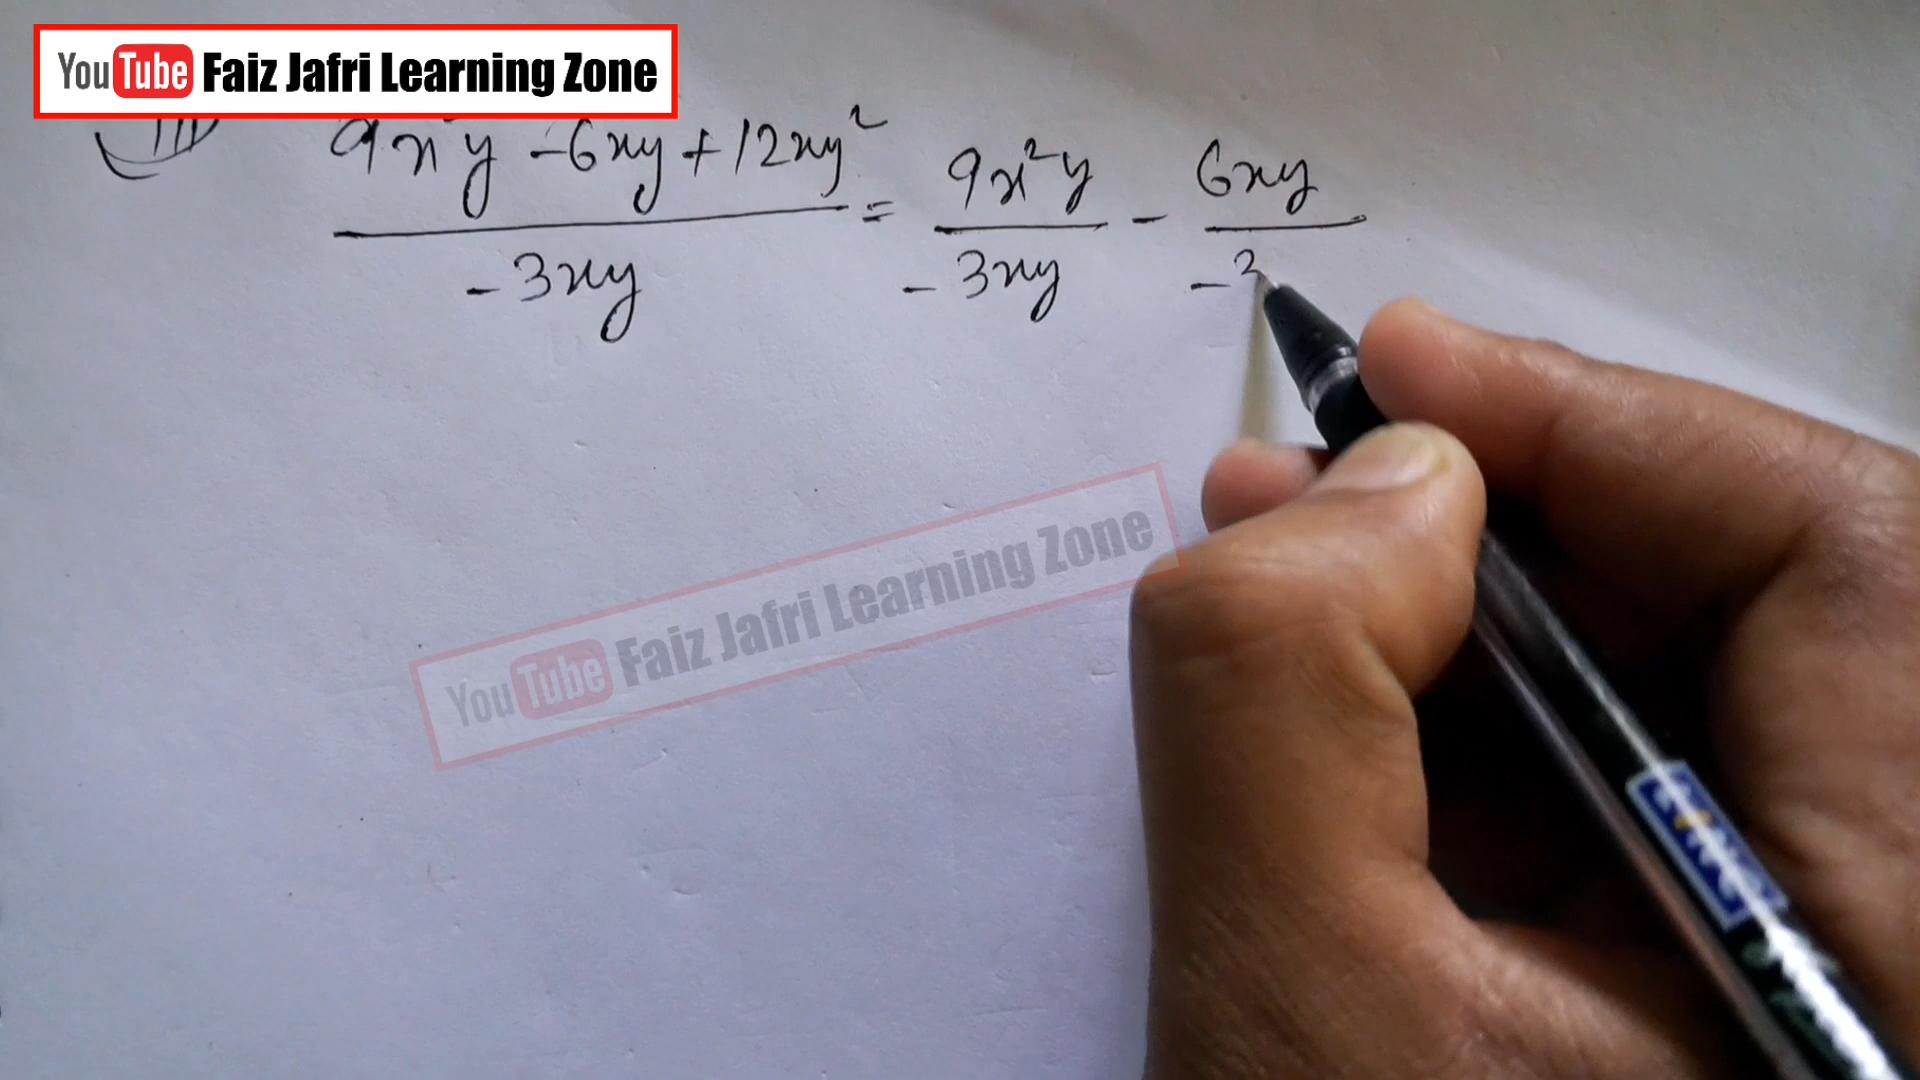 YouTube Faiz Jafri Learning Zone
III 9x²y - 6xy + 12xy² / -3xy = 9x²y / -3xy - 6xy / -3
YouTube Faiz Jafri Learning Zone